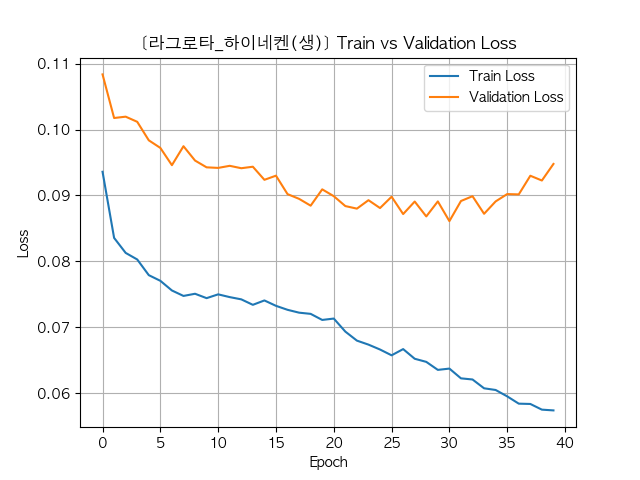 [라그로타_하이네켄(생)] Train vs Validation Loss
Train Loss
Validation Loss
Loss
0.11
0.10
0.09
0.08
0.07
0.06
0 5 10 15 20 25 30 35 40
Epoch